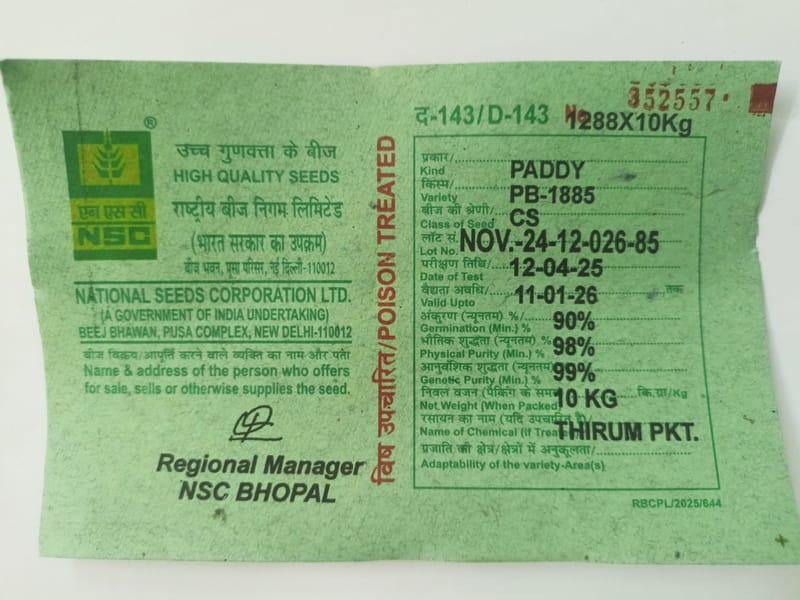 ®
एन एस सी
NSC
उच्च गुणवत्ता के बीज
HIGH QUALITY SEEDS
राष्ट्रीय बीज निगम लिमिटेड
(भारत सरकार का उपक्रम)
बीज भवन, पूसा परिसर, नई दिल्ली-110012
NATIONAL SEEDS CORPORATION LTD.
(A GOVERNMENT OF INDIA UNDERTAKING)
BEEJ BHAWAN, PUSA COMPLEX, NEW DELHI-110012
बीज विक्रय/आपूर्ति करने वाले व्यक्ति का नाम और पता
Name & address of the person who offers
for sale, sells or otherwise supplies the seed.
Regional Manager
NSC BHOPAL
विष उपचारित/POISON TREATED
द-143/D-143 No 352557
1288X10Kg
प्रकार/
Kind PADDY
किस्म/
Variety PB-1885
बीज की श्रेणी/
Class of Seed CS
लॉट सं.
Lot No. NOV.-24-12-026-85
परीक्षण तिथि/
Date of Test 12-04-25
वैद्यता अवधि/ तक
Valid Upto 11-01-26
अंकुरण (न्यूनतम) %
Germination (Min.) % 90%
भौतिक शुद्धता (न्यूनतम) %
Physical Purity (Min.) % 98%
आनुवंशिक शुद्धता (न्यूनतम) %
Genetic Purity (Min.) % 99%
निवल वजन (पैकिंग के समय कि.ग्रा/Kg
Net Weight (When Packed) 10 KG
रसायन का नाम (यदि उपचारित है)/
Name of Chemical (if Treated THIRUM PKT.
प्रजाति की क्षेत्र/क्षेत्रों में अनुकूलता/
Adaptability of the variety-Area(s)
RBCPL/2025/644